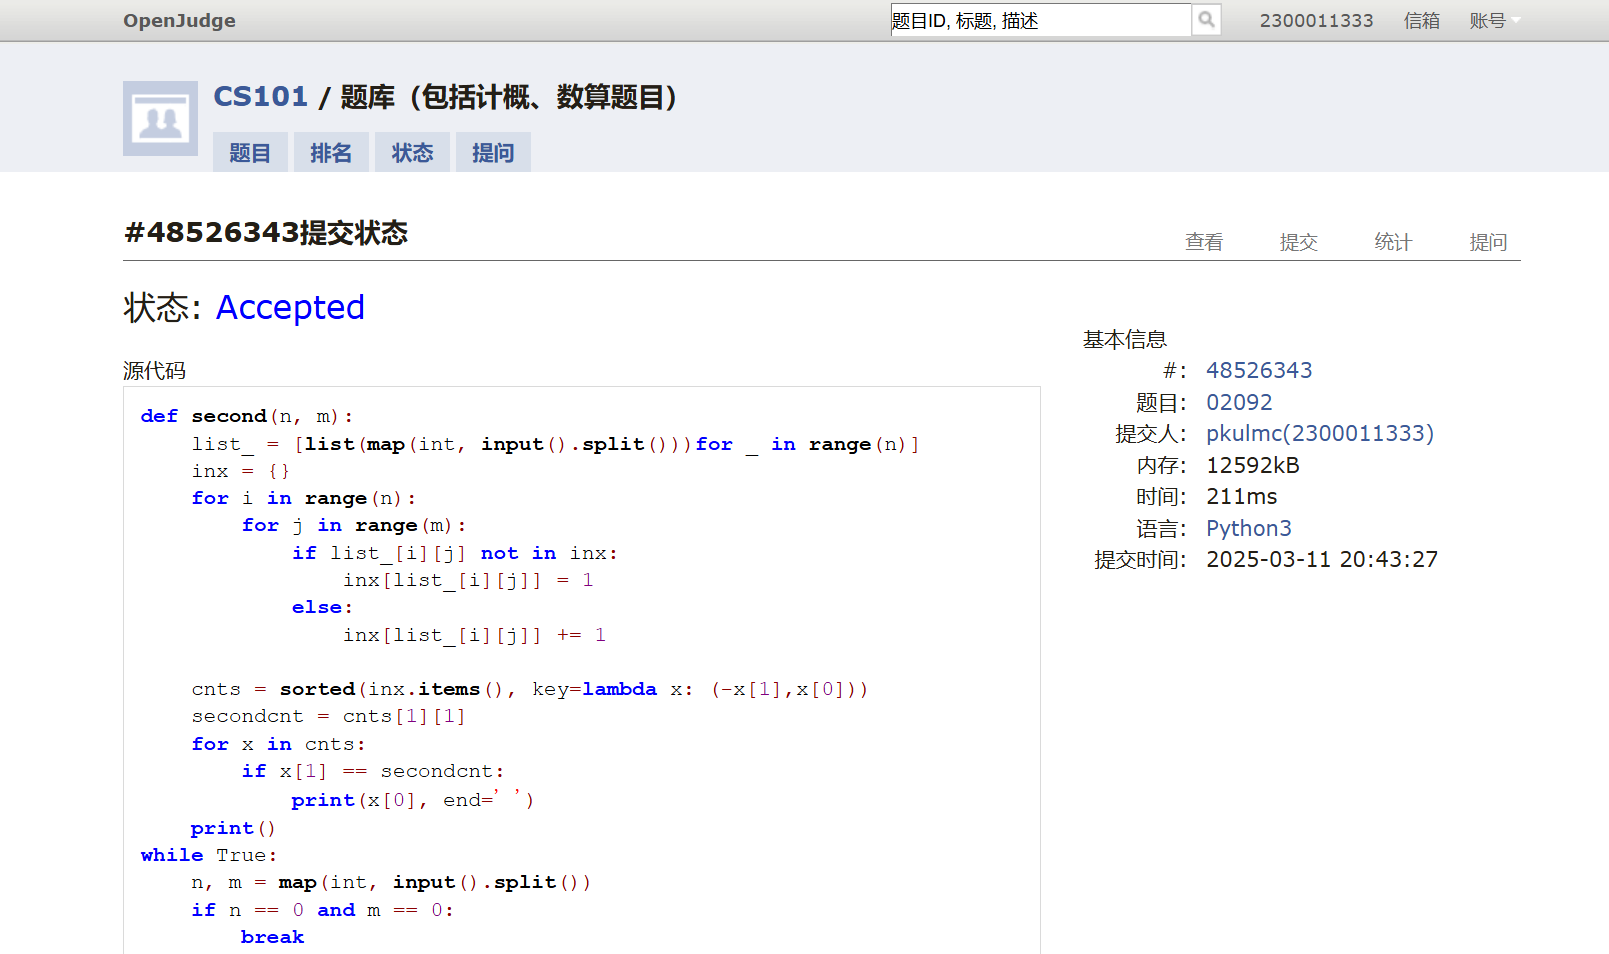 OpenJudge
题目ID, 标题, 描述
2300011333 信箱 账号
CS101 / 题库（包括计概、数算题目）
题目 排名 状态 提问
#48526343提交状态
查看 提交 统计 提问
状态: Accepted
源代码
def second(n, m):
    list_ = [list(map(int, input().split()))for _ in range(n)]
    inx = {}
    for i in range(n):
        for j in range(m):
            if list_[i][j] not in inx:
                inx[list_[i][j]] = 1
            else:
                inx[list_[i][j]] += 1
    cnts = sorted(inx.items(), key=lambda x: (-x[1],x[0]))
    secondcnt = cnts[1][1]
    for x in cnts:
        if x[1] == secondcnt:
            print(x[0], end=' ')
    print()
while True:
    n, m = map(int, input().split())
    if n == 0 and m == 0:
        break
基本信息
#: 48526343
题目: 02092
提交人: pkulmc(2300011333)
内存: 12592kB
时间: 211ms
语言: Python3
提交时间: 2025-03-11 20:43:27